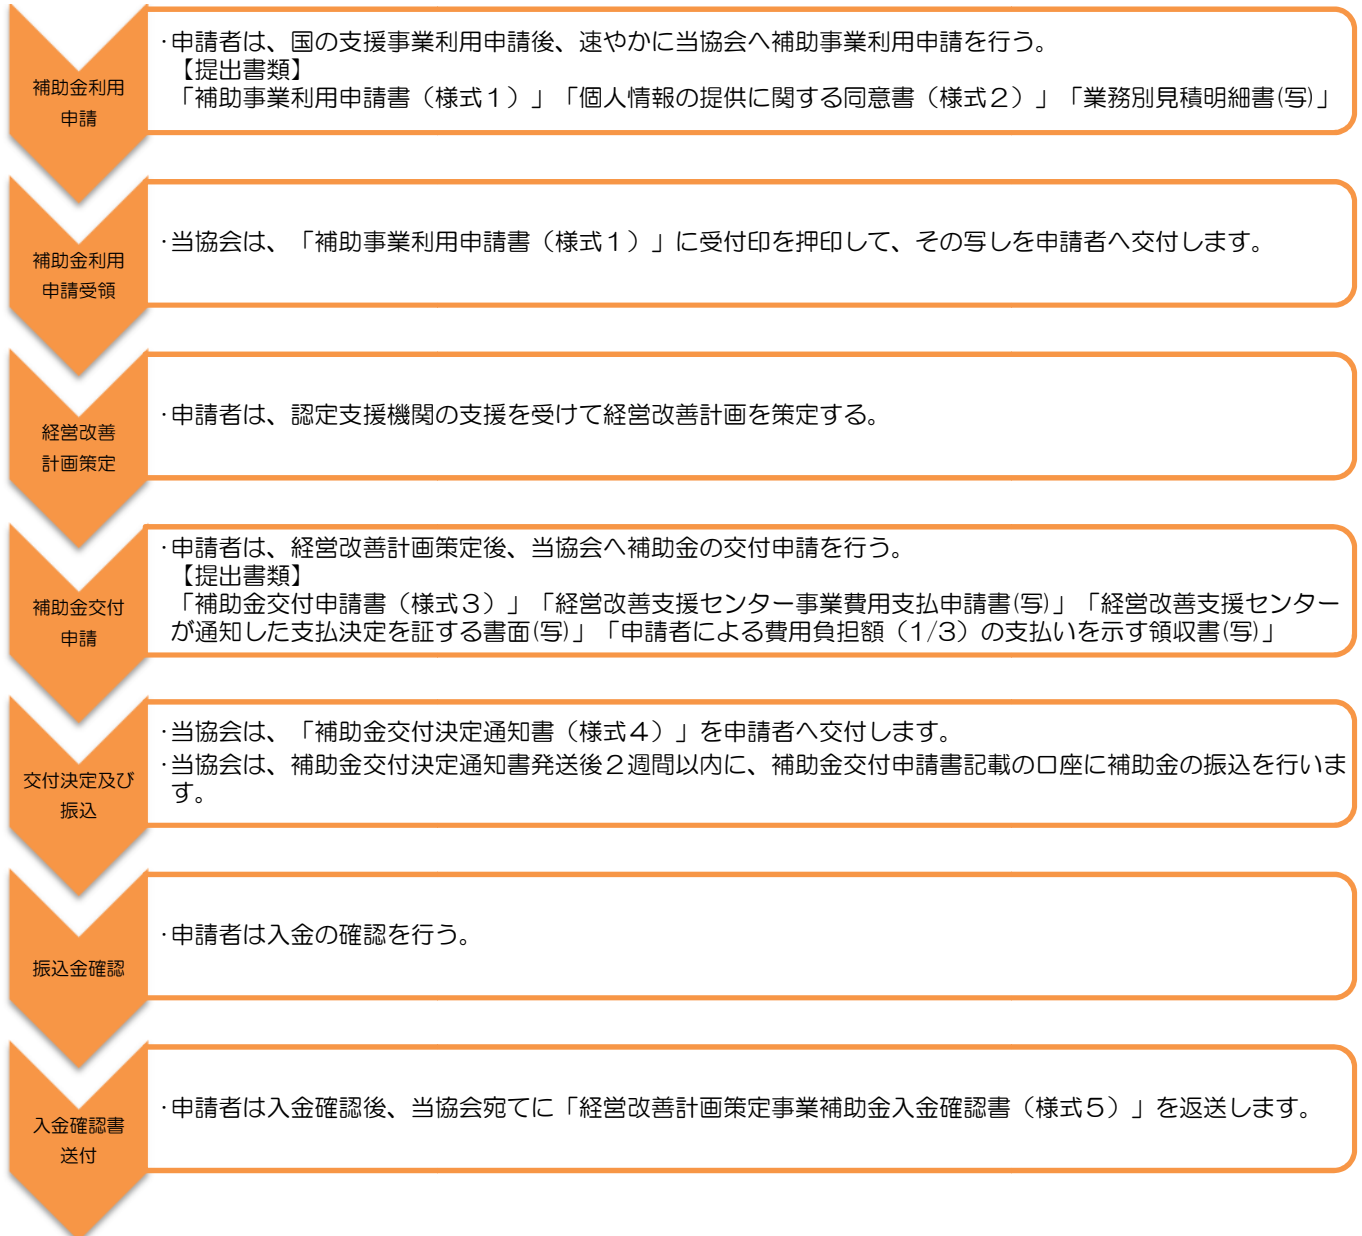 補助金利用
申請
・申請者は、国の支援事業利用申請後、速やかに当協会へ補助事業利用申請を行う。
【提出書類】
「補助事業利用申請書（様式１）」「個人情報の提供に関する同意書（様式２）」「業務別見積明細書(写)」
補助金利用
申請受領
・当協会は、「補助事業利用申請書（様式１）」に受付印を押印して、その写しを申請者へ交付します。
経営改善
計画策定
・申請者は、認定支援機関の支援を受けて経営改善計画を策定する。
補助金交付
申請
・申請者は、経営改善計画策定後、当協会へ補助金の交付申請を行う。
【提出書類】
「補助金交付申請書（様式３）」「経営改善支援センター事業費用支払申請書(写)」「経営改善支援センター
が通知した支払決定を証する書面(写)」「申請者による費用負担額（1/3）の支払いを示す領収書(写)」
交付決定及び
振込
・当協会は、「補助金交付決定通知書（様式４）」を申請者へ交付します。
・当協会は、補助金交付決定通知書発送後２週間以内に、補助金交付申請書記載の口座に補助金の振込を行いま
す。
振込金確認
・申請者は入金の確認を行う。
入金確認書
送付
・申請者は入金確認後、当協会宛てに「経営改善計画策定事業補助金入金確認書（様式５）」を返送します。